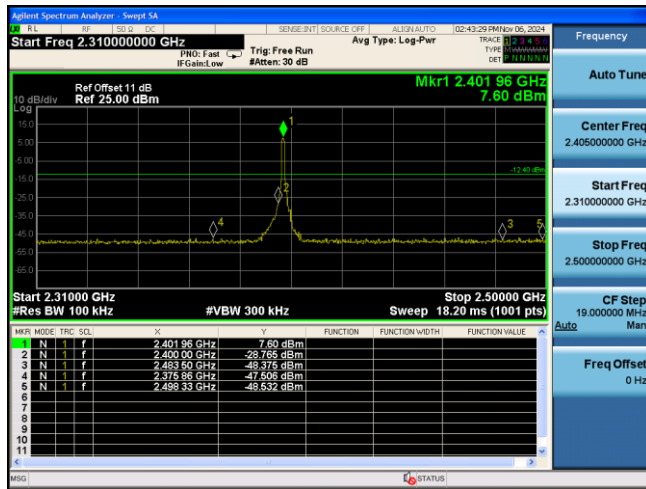 Agilent Spectrum Analyzer - Swept SA
RL RF 50 Ω DC SENSE:INT SOURCE OFF ALIGN AUTO 02:43:29 PM Nov 06, 2024
Start Freq 2.310000000 GHz
PNO: Fast
IFGain:Low
Trig: Free Run
#Atten: 30 dB
Avg Type: Log-Pwr
TRACE 1 2 3 4 5 6
TYPE M
DET P N N N N N
Ref Offset 11 dB
10 dB/div Ref 25.00 dBm
Log
Mkr1 2.401 96 GHz
7.60 dBm
15.0
5.00
-5.00
-15.0
-25.0
-35.0
-45.0
-55.0
-65.0
-12.40 dBm
1
2
4
3
5
Start 2.31000 GHz
Stop 2.50000 GHz
#Res BW 100 kHz
#VBW 300 kHz
Sweep 18.20 ms (1001 pts)
MKR MODE TRC SCL X Y FUNCTION FUNCTION WIDTH FUNCTION VALUE
1 N 1 f 2.401 96 GHz 7.60 dBm
2 N 1 f 2.400 00 GHz -28.765 dBm
3 N 1 f 2.483 50 GHz -48.375 dBm
4 N 1 f 2.375 86 GHz -47.506 dBm
5 N 1 f 2.498 33 GHz -48.532 dBm
6
7
8
9
10
11
MSG
STATUS
Frequency
Auto Tune
Center Freq
2.405000000 GHz
Start Freq
2.310000000 GHz
Stop Freq
2.500000000 GHz
CF Step
19.000000 MHz
Auto Man
Freq Offset
0 Hz